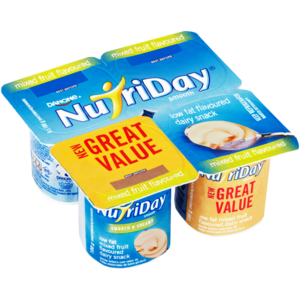 mixed fruit flavoured
mixed fruit flavoured
DANONE
NutriDay
smooth
low fat flavoured
dairy snack
NEW
GREAT
VALUE
NutriDay
SMOOTH & CREAMY
low fat
mixed fruit
flavoured
dairy snack
NEW
GREAT
VALUE
low fat mixed fruit
flavoured
dairy snack